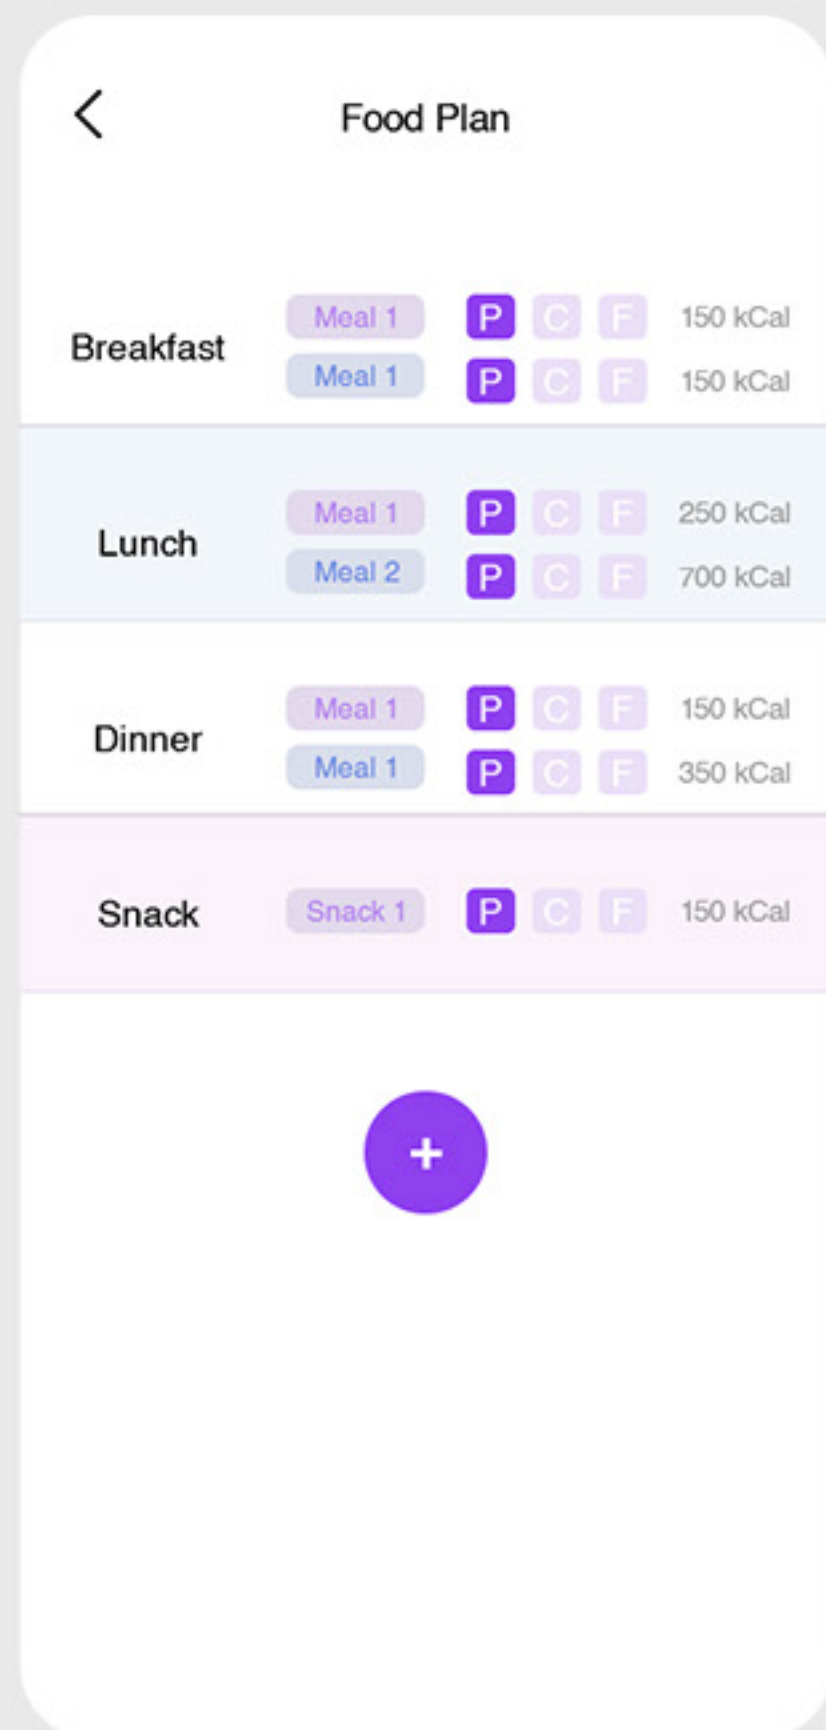 Food Plan
Breakfast
Meal 1 P C F 150 kCal
Meal 1 P C F 150 kCal
Lunch
Meal 1 P C F 250 kCal
Meal 2 P C F 700 kCal
Dinner
Meal 1 P C F 150 kCal
Meal 1 P C F 350 kCal
Snack Snack 1 P C F 150 kCal
+